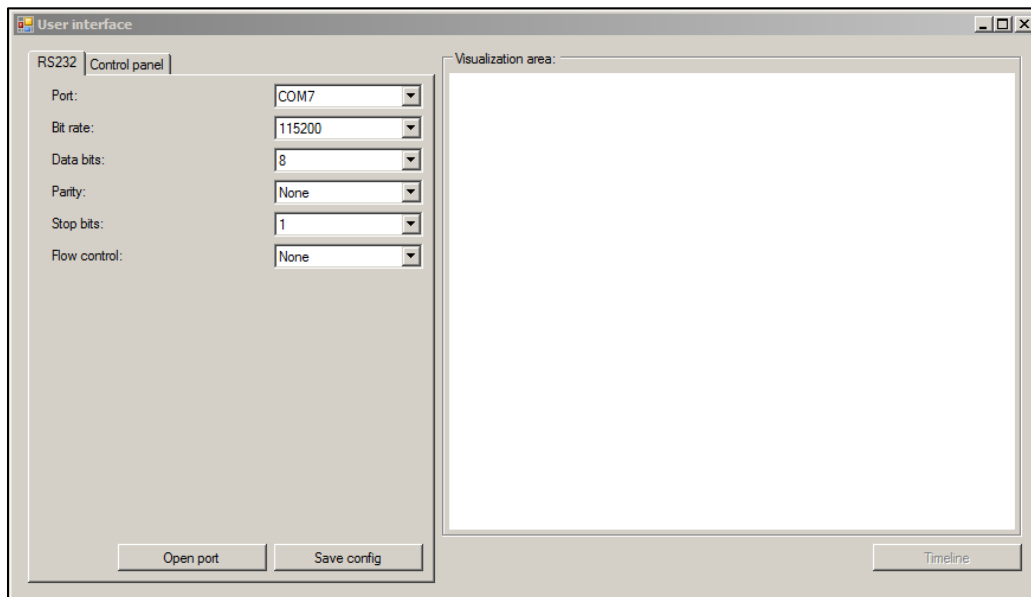 User interface
RS232 Control panel
Port: COM7
Bit rate: 115200
Data bits: 8
Parity: None
Stop bits: 1
Flow control: None
Open port Save config
Visualization area:
Timeline